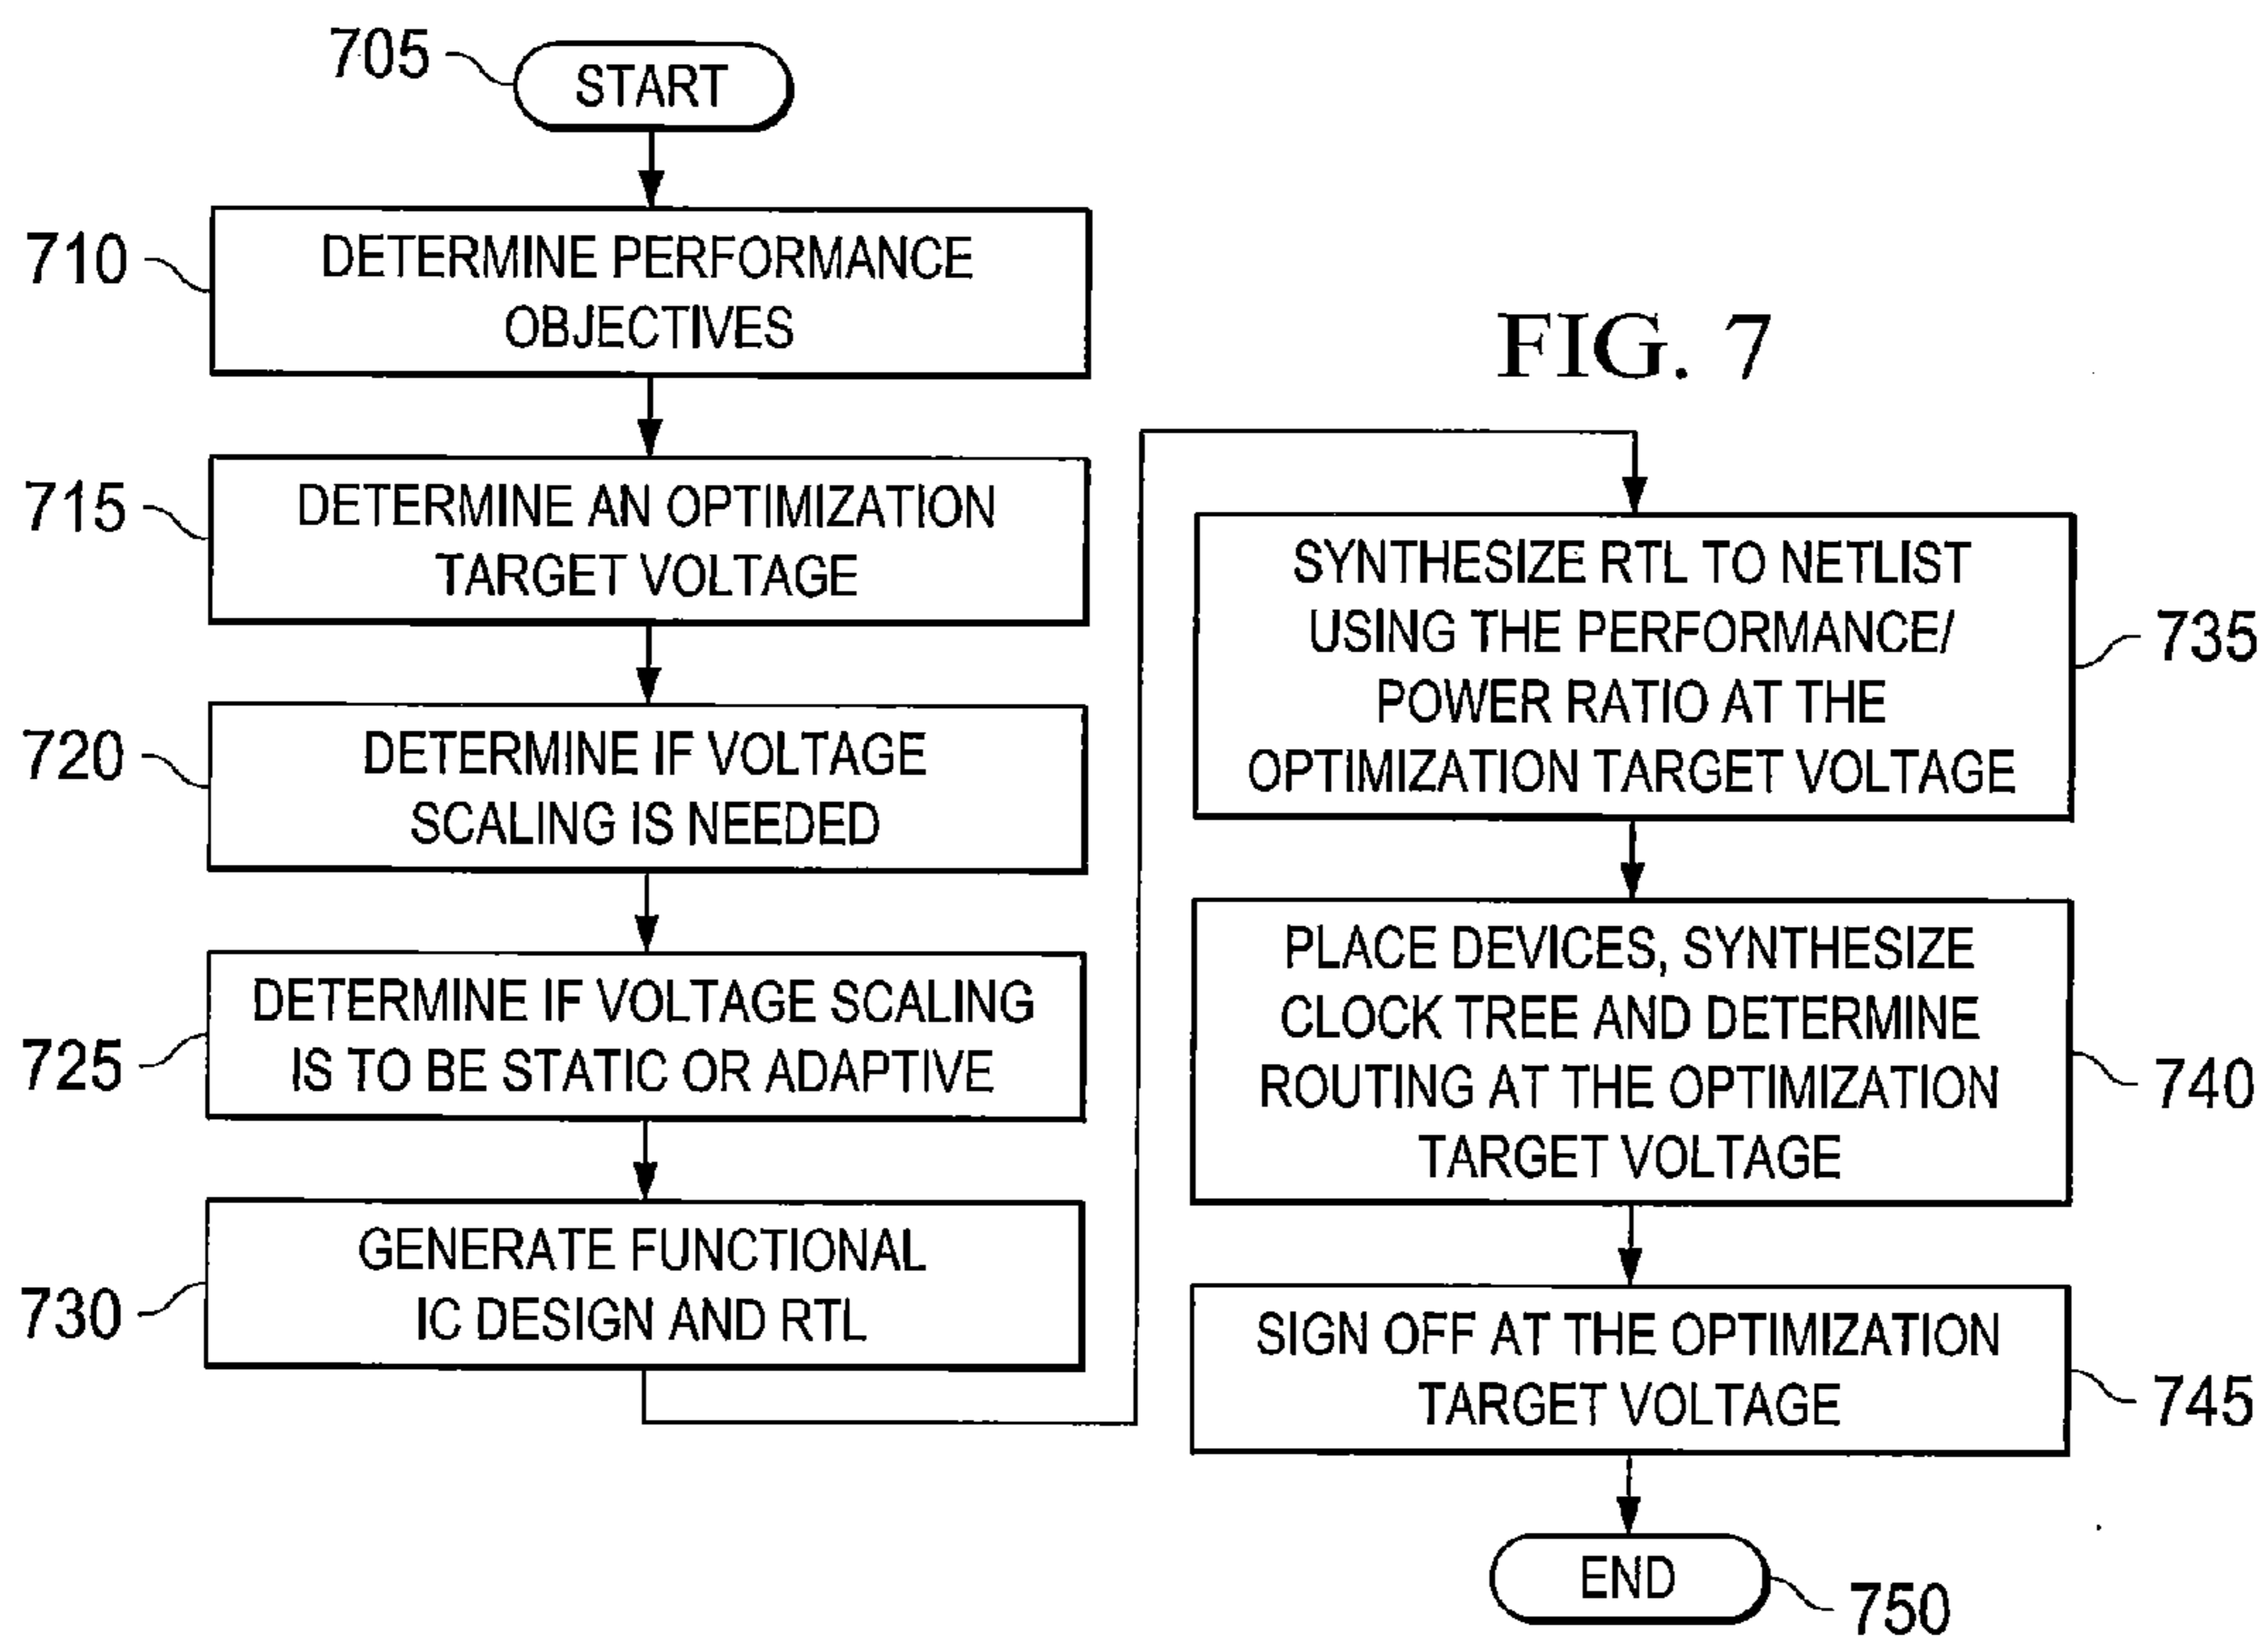 705
START
710
DETERMINE PERFORMANCE
OBJECTIVES
715
DETERMINE AN OPTIMIZATION
TARGET VOLTAGE
720
DETERMINE IF VOLTAGE
SCALING IS NEEDED
725
DETERMINE IF VOLTAGE SCALING
IS TO BE STATIC OR ADAPTIVE
730
GENERATE FUNCTIONAL
IC DESIGN AND RTL
FIG. 7
SYNTHESIZE RTL TO NETLIST
USING THE PERFORMANCE/
POWER RATIO AT THE
OPTIMIZATION TARGET VOLTAGE
735
PLACE DEVICES, SYNTHESIZE
CLOCK TREE AND DETERMINE
ROUTING AT THE OPTIMIZATION
TARGET VOLTAGE
740
SIGN OFF AT THE OPTIMIZATION
TARGET VOLTAGE
745
END
750